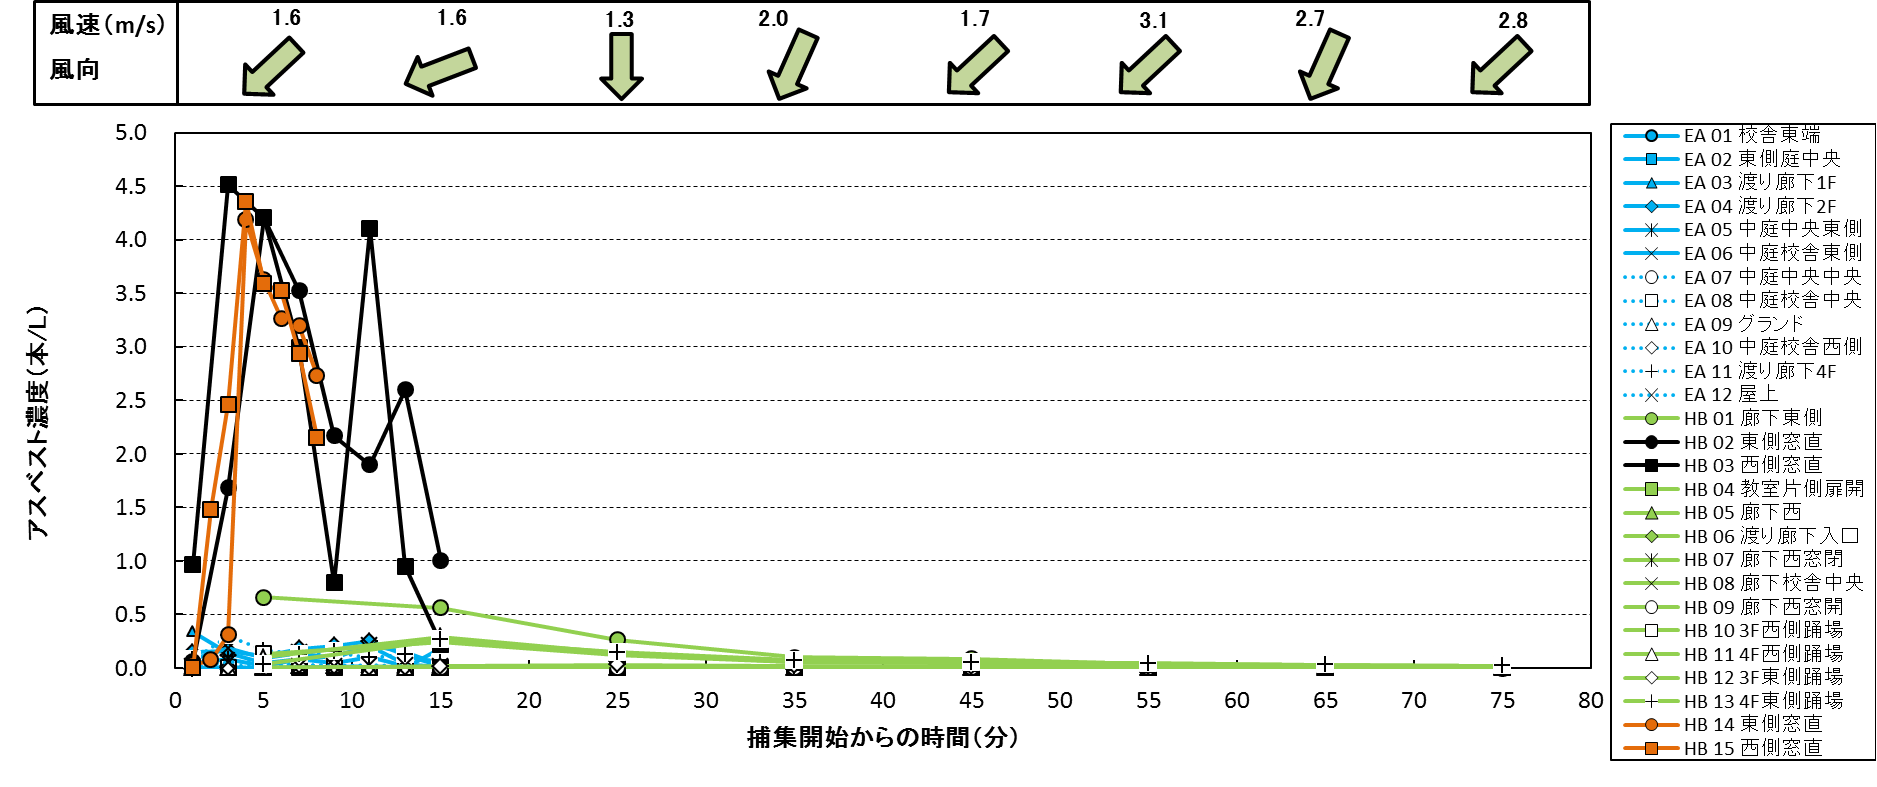 風速(m/s) 1.6 1.6 1.3 2.0 1.7 3.1 2.7 2.8
風向
アスベスト濃度(本/L)
5.0
4.5
4.0
3.5
3.0
2.5
2.0
1.5
1.0
0.5
0.0
0 5 10 15 20 25 30 35 40 45 50 55 60 65 70 75 80
捕集開始からの時間(分)
EA 01 校舎東端
EA 02 東側庭中央
EA 03 渡り廊下1F
EA 04 渡り廊下2F
EA 05 中庭中央東側
EA 06 中庭校舎東側
EA 07 中庭中央中央
EA 08 中庭校舎中央
EA 09 グランド
EA 10 中庭校舎西側
EA 11 渡り廊下4F
EA 12 屋上
HB 01 廊下東側
HB 02 東側窓直
HB 03 西側窓直
HB 04 教室片側扉開
HB 05 廊下西
HB 06 渡り廊下入口
HB 07 廊下西窓閉
HB 08 廊下校舎中央
HB 09 廊下西窓開
HB 10 3F西側踊場
HB 11 4F西側踊場
HB 12 3F東側踊場
HB 13 4F東側踊場
HB 14 東側窓直
HB 15 西側窓直